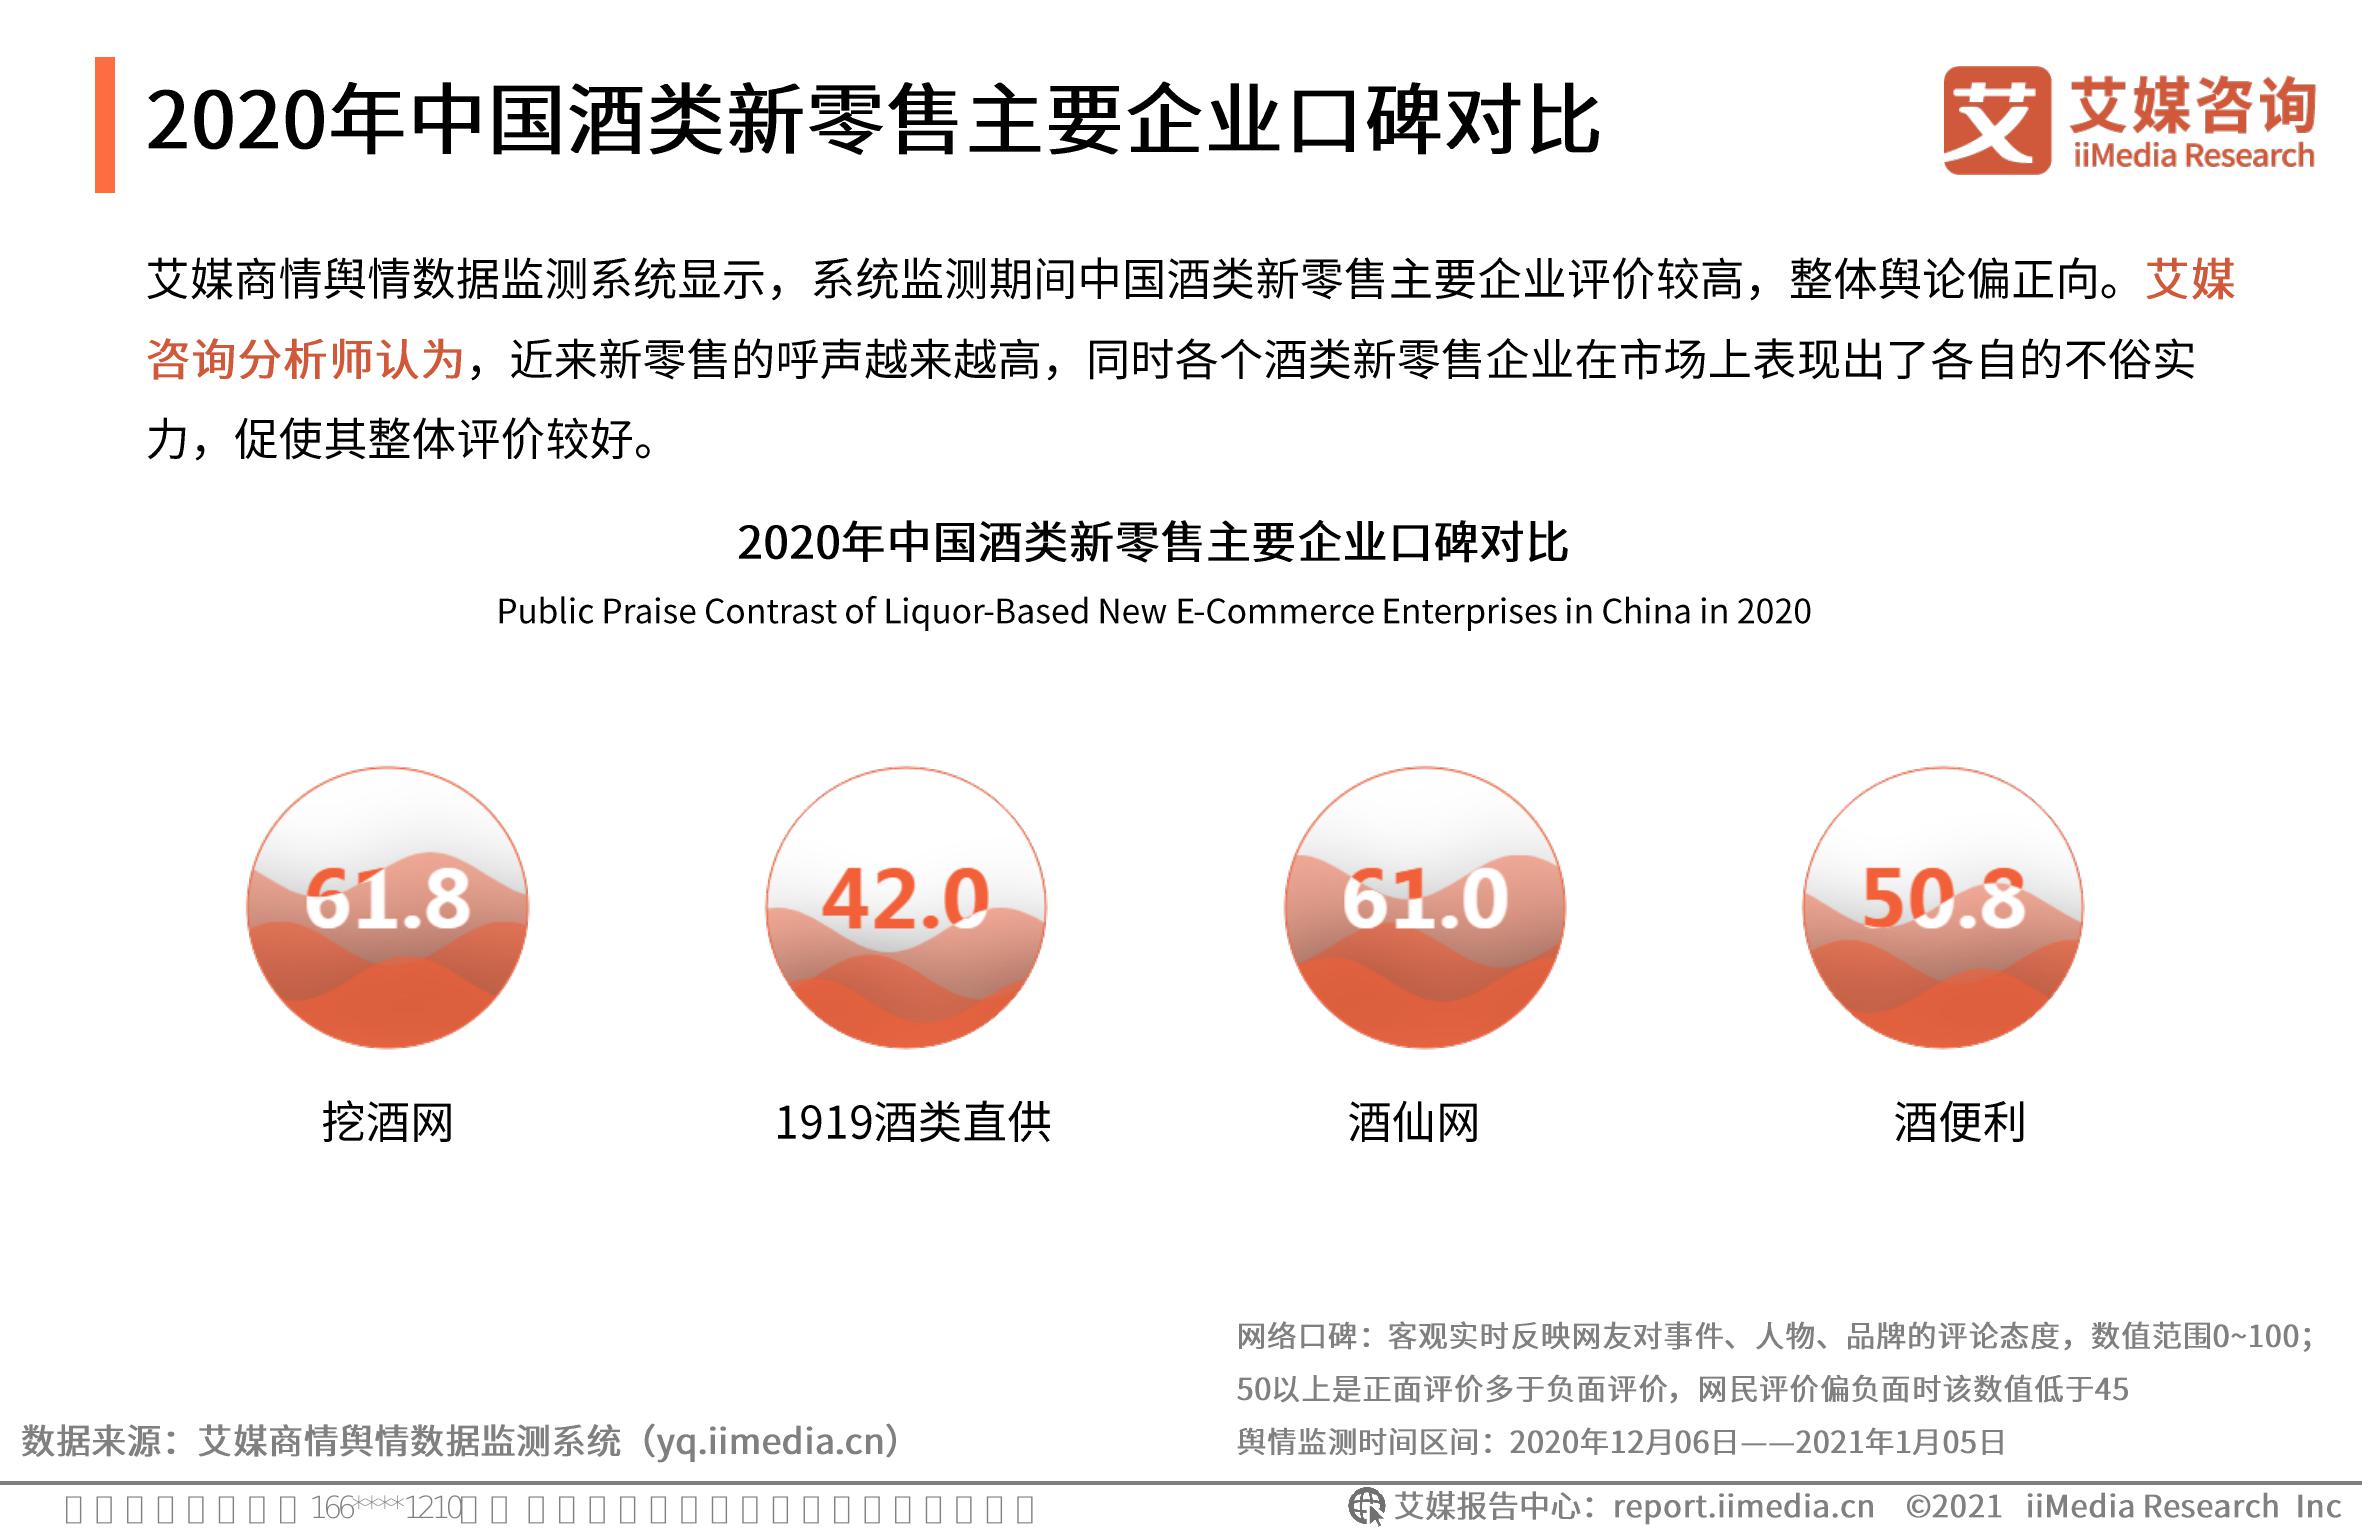 2020年中国酒类新零售主要企业口碑对比
艾 艾媒咨询
iiMedia Research
艾媒商情舆情数据监测系统显示，系统监测期间中国酒类新零售主要企业评价较高，整体舆论偏正向。艾媒
咨询分析师认为，近来新零售的呼声越来越高，同时各个酒类新零售企业在市场上表现出了各自的不俗实
力，促使其整体评价较好。
2020年中国酒类新零售主要企业口碑对比
Public Praise Contrast of Liquor-Based New E-Commerce Enterprises in China in 2020
61.8
42.0
61.0
50.8
挖酒网
1919酒类直供
酒仙网
酒便利
网络口碑：客观实时反映网友对事件、人物、品牌的评论态度，数值范围0~100；
50以上是正面评价多于负面评价，网民评价偏负面时该数值低于45
舆情监测时间区间：2020年12月06日——2021年1月05日
数据来源：艾媒商情舆情数据监测系统（yq.iimedia.cn）
166****1210
艾媒报告中心：report.iimedia.cn ©2021 iiMedia Research Inc